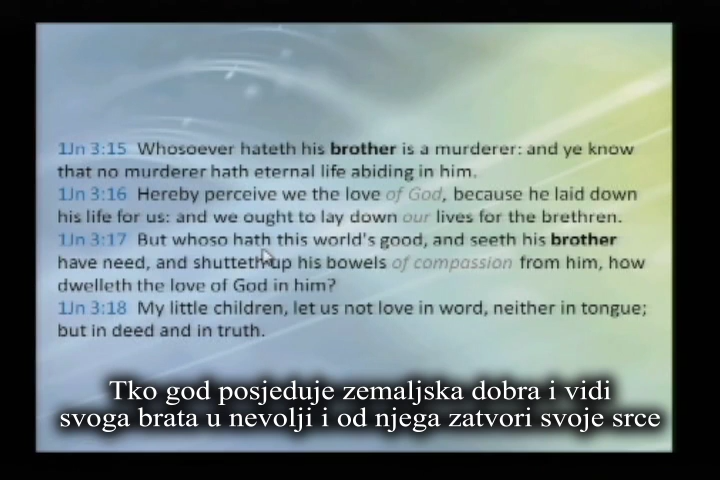 1Jn 3:15 Whosoever hateth his brother is a murderer: and ye know
that no murderer hath eternal life abiding in him.
1Jn 3:16 Hereby perceive we the love of God, because he laid down
his life for us: and we ought to lay down our lives for the brethren.
1Jn 3:17 But whoso hath this world's good, and seeth his brother
have need, and shutteth up his bowels of compassion from him, how
dwelleth the love of God in him?
1Jn 3:18 My little children, let us not love in word, neither in tongue;
but in deed and in truth.
Tko god posjeduje zemaljska dobra i vidi
svoga brata u nevolji i od njega zatvori svoje srce